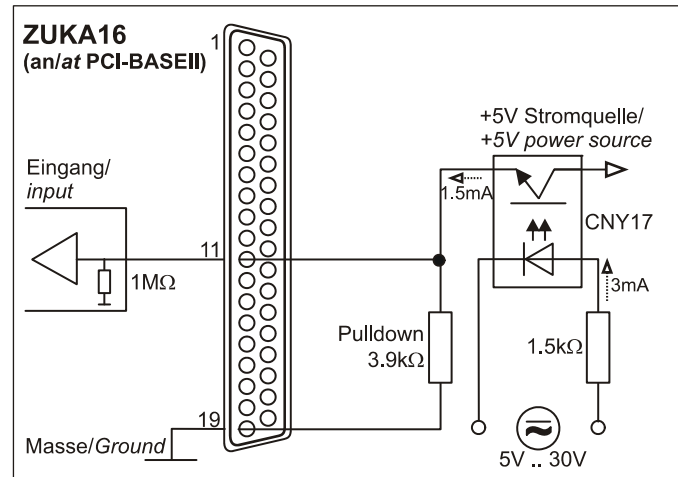 ZUKA16
(an/at PCI-BASEII)
1
+5V Stromquelle/
+5V power source
Eingang/
input
1.5mA
CNY17
11
1MΩ
3mA
Pulldown
3.9kΩ
1.5kΩ
19
Masse/Ground
5V .. 30V